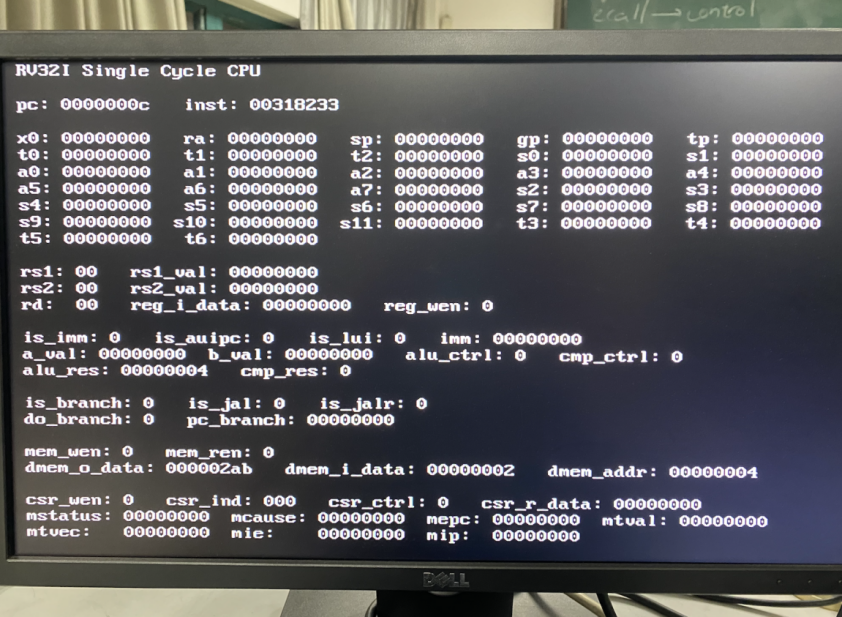 icall → control
RV32I Single Cycle CPU
pc: 0000000c inst: 00318233
x0: 00000000 ra: 00000000 sp: 00000000 gp: 00000000 tp: 00000000
t0: 00000000 t1: 00000000 t2: 00000000 s0: 00000000 s1: 00000000
a0: 00000000 a1: 00000000 a2: 00000000 a3: 00000000 a4: 00000000
a5: 00000000 a6: 00000000 a7: 00000000 s2: 00000000 s3: 00000000
s4: 00000000 s5: 00000000 s6: 00000000 s7: 00000000 s8: 00000000
s9: 00000000 s10: 00000000 s11: 00000000 t3: 00000000 t4: 00000000
t5: 00000000 t6: 00000000
rs1: 00 rs1_val: 00000000
rs2: 00 rs2_val: 00000000
rd: 00 reg_i_data: 00000000 reg_wen: 0
is_imm: 0 is_auipc: 0 is_lui: 0 imm: 00000000
a_val: 00000000 b_val: 00000000 alu_ctrl: 0 cmp_ctrl: 0
alu_res: 00000004 cmp_res: 0
is_branch: 0 is_jal: 0 is_jalr: 0
do_branch: 0 pc_branch: 00000000
mem_wen: 0 mem_ren: 0
dmem_o_data: 000002ab dmem_i_data: 00000002 dmem_addr: 00000004
csr_wen: 0 csr_ind: 000 csr_ctrl: 0 csr_r_data: 00000000
mstatus: 00000000 mcause: 00000000 mepc: 00000000 mtval: 00000000
mtvec: 00000000 mie: 00000000 mip: 00000000
DELL